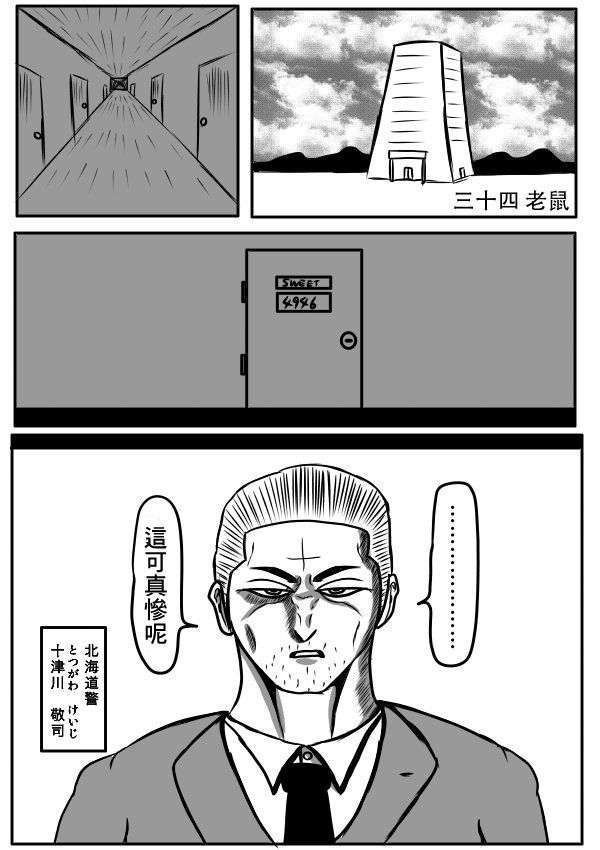 三十四 老鼠
SWEET
4946
…………………
這可真慘呢
北海道警
とつがわ けいじ
十津川 敬司